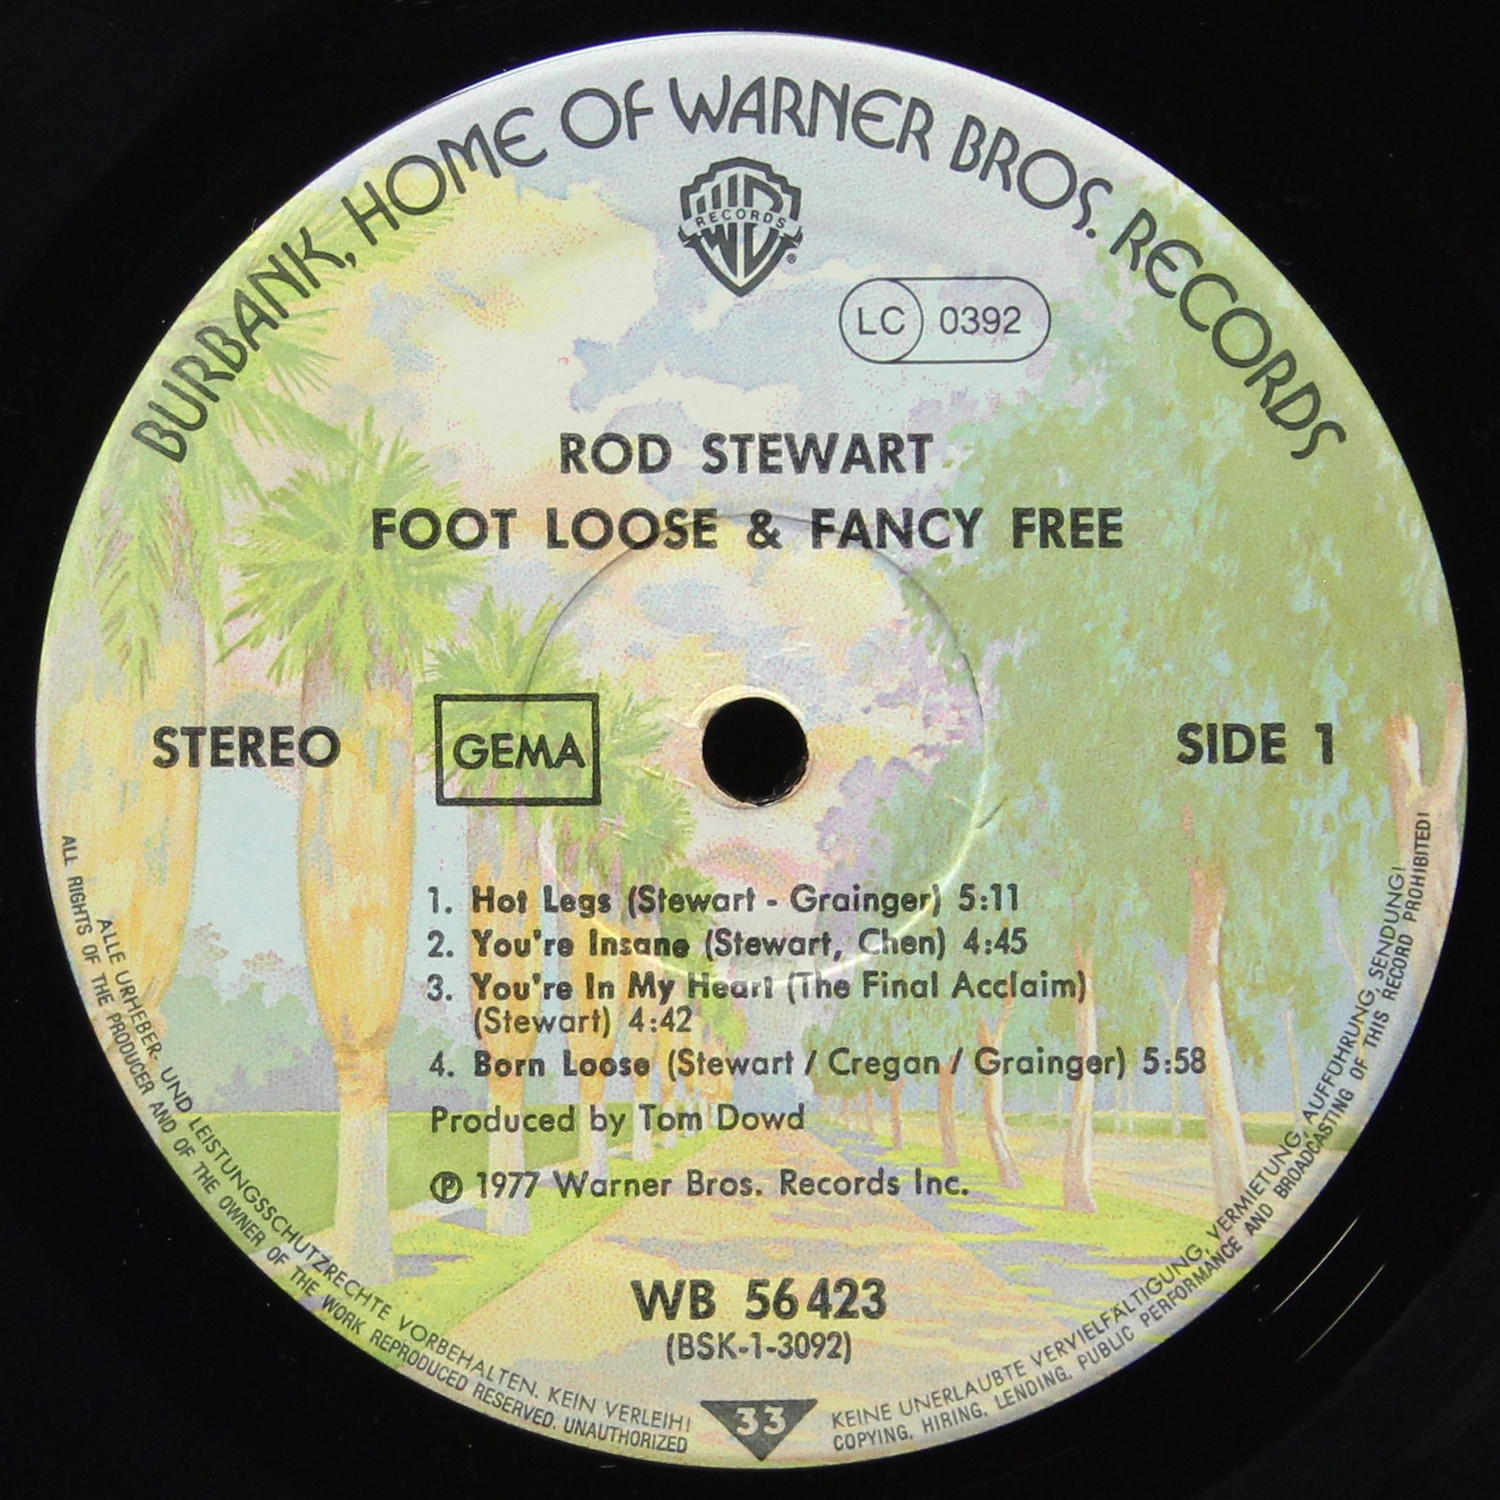 BURBANK, HOME OF WARNER BROS. RECORDS
WB
RECORDS
®
LC 0392
ROD STEWART
FOOT LOOSE & FANCY FREE
STEREO
GEMA
SIDE 1
1. Hot Legs (Stewart - Grainger) 5:11
2. You're Insane (Stewart, Chen) 4:45
3. You're In My Heart (The Final Acclaim)
(Stewart) 4:42
4. Born Loose (Stewart / Cregan / Grainger) 5:58
Produced by Tom Dowd
℗ 1977 Warner Bros. Records Inc.
WB 56 423
(BSK-1-3092)
33
ALLE URHEBER- UND LEISTUNGSSCHUTZRECHTE VORBEHALTEN. KEIN VERLEIH! KEINE UNERLAUBTE VERVIELFÄLTIGUNG, VERMIETUNG, AUFFÜHRUNG, SENDUNG!
ALL RIGHTS OF THE PRODUCER AND OF THE OWNER OF THE WORK REPRODUCED RESERVED. UNAUTHORIZED COPYING, HIRING, LENDING, PUBLIC PERFORMANCE AND BROADCASTING OF THIS RECORD PROHIBITED!